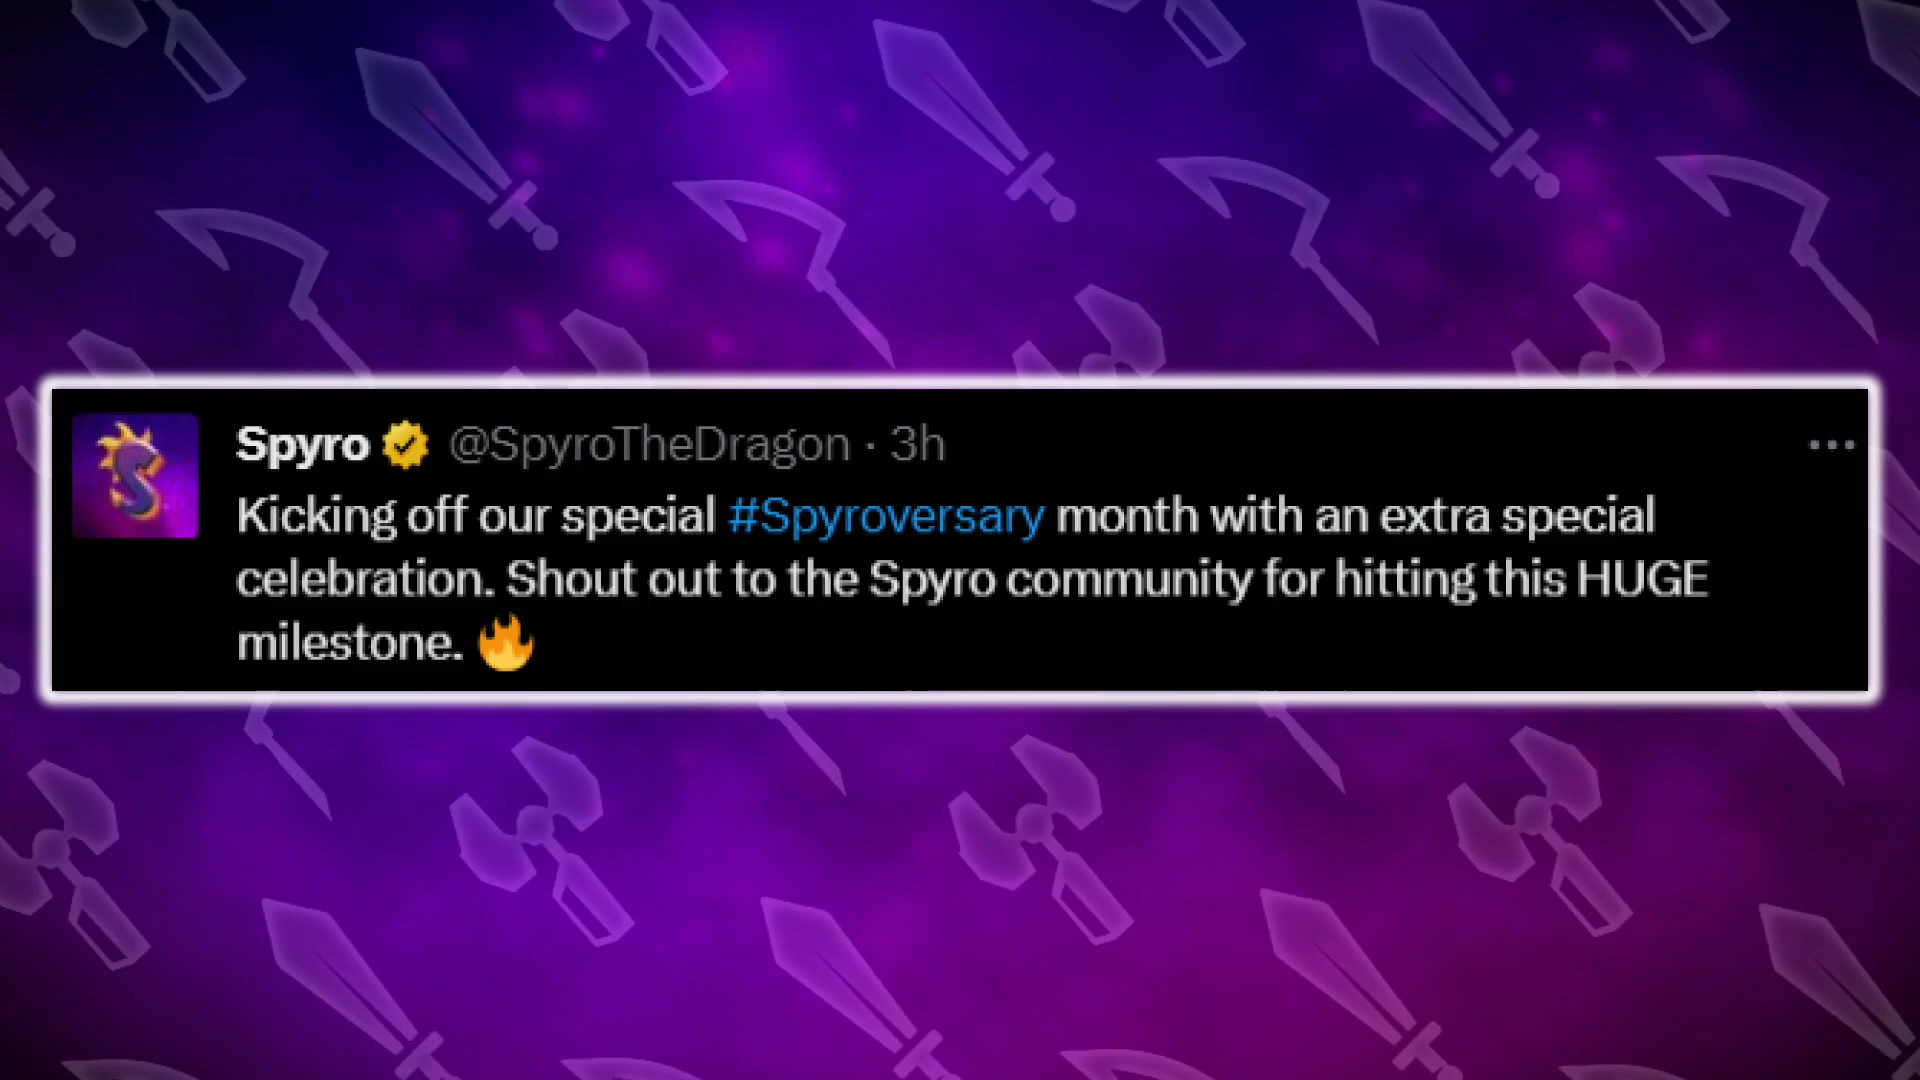 Spyro @SpyroTheDragon · 3h
Kicking off our special #Spyroversary month with an extra special
celebration. Shout out to the Spyro community for hitting this HUGE
milestone. 🔥